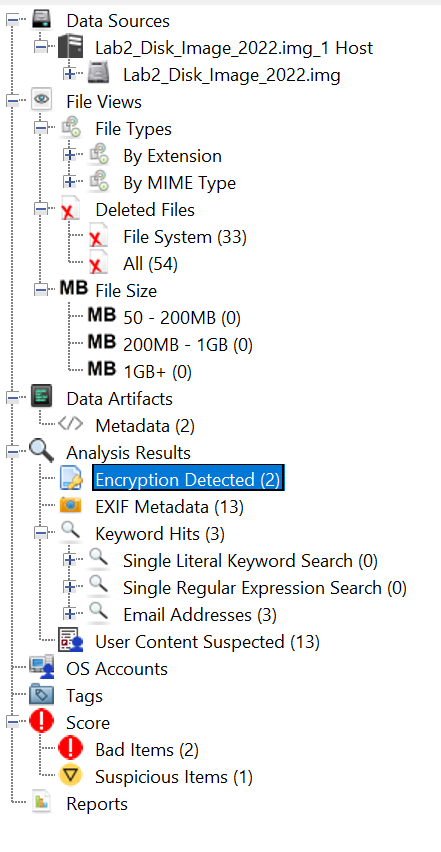 Data Sources
Lab2_Disk_Image_2022.img_1 Host
Lab2_Disk_Image_2022.img
File Views
File Types
By Extension
By MIME Type
Deleted Files
File System (33)
All (54)
MB File Size
MB 50 - 200MB (0)
MB 200MB - 1GB (0)
MB 1GB+ (0)
Data Artifacts
Metadata (2)
Analysis Results
Encryption Detected (2)
EXIF Metadata (13)
Keyword Hits (3)
Single Literal Keyword Search (0)
Single Regular Expression Search (0)
Email Addresses (3)
User Content Suspected (13)
OS Accounts
Tags
Score
Bad Items (2)
Suspicious Items (1)
Reports